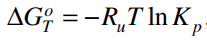 ΔG_T^o = −R_u T ln K_p.